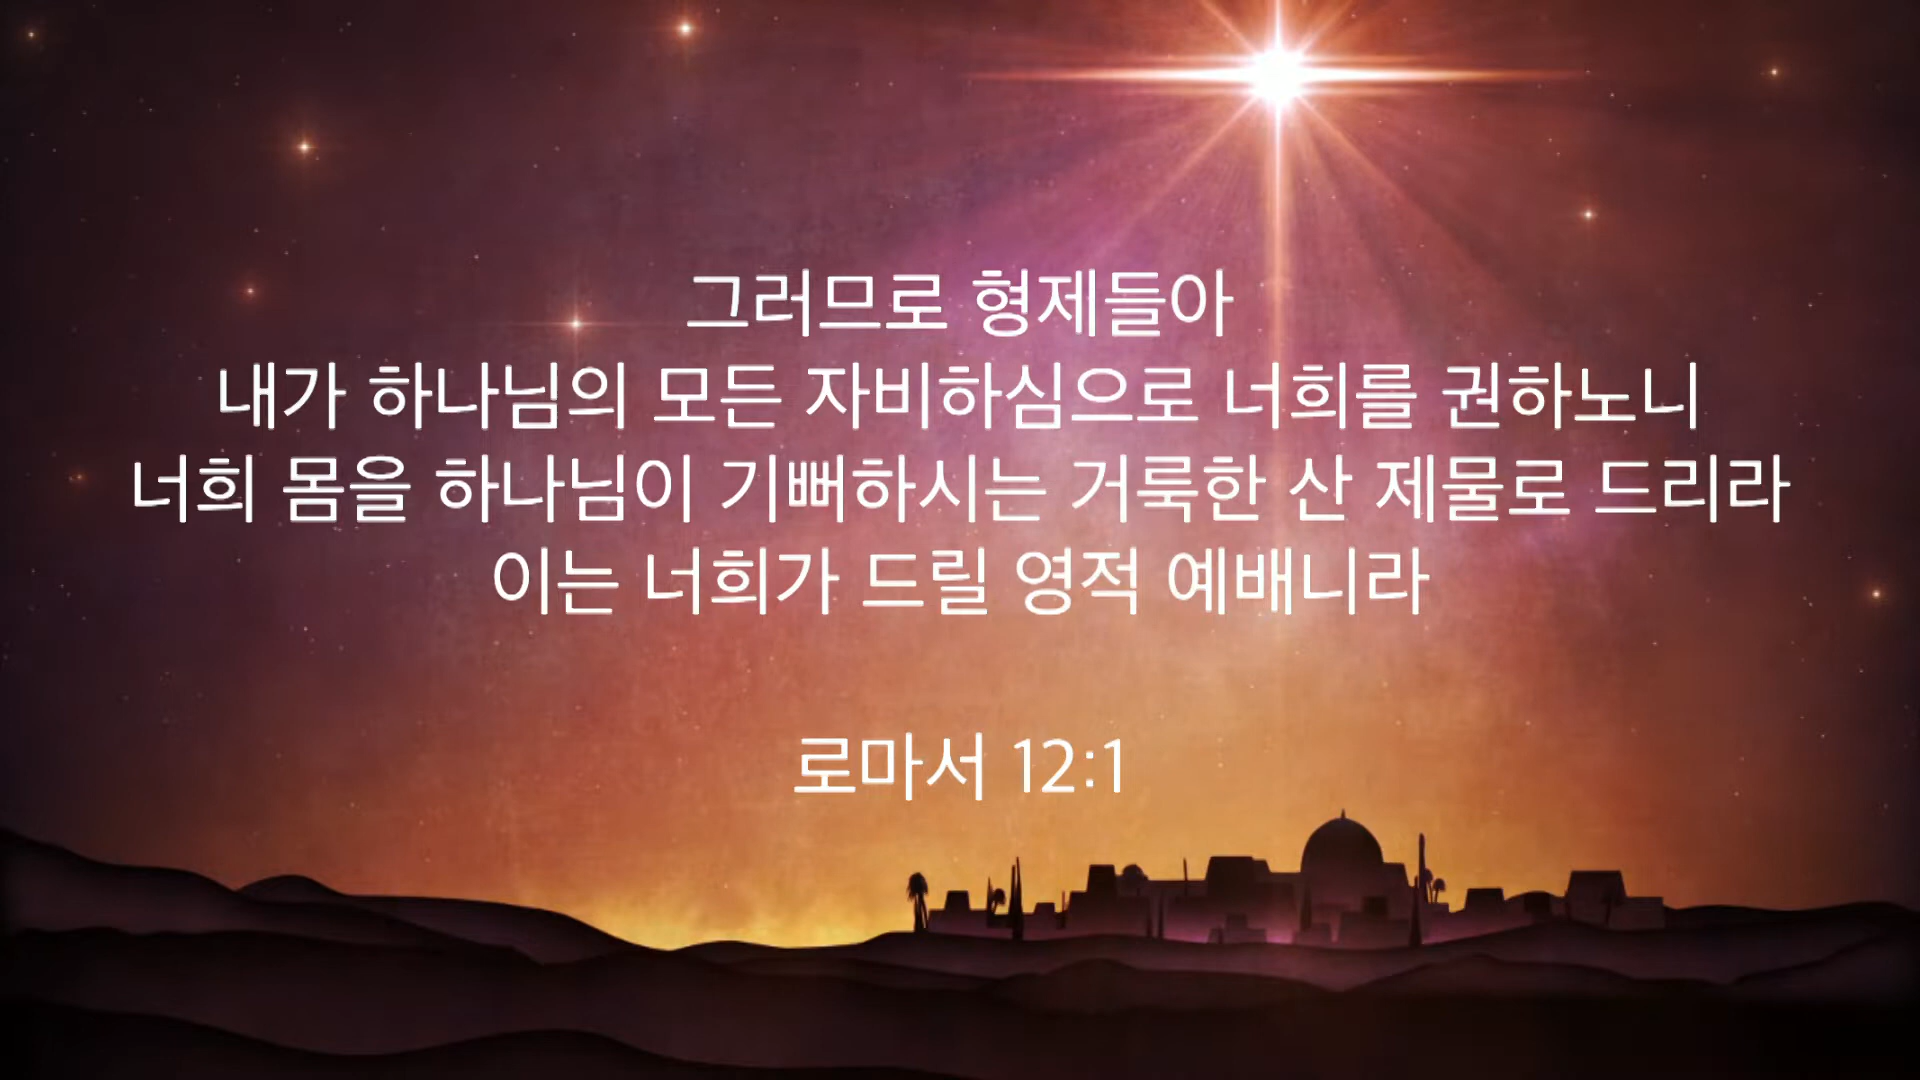 그러므로 형제들아
내가 하나님의 모든 자비하심으로 너희를 권하노니
너희 몸을 하나님이 기뻐하시는 거룩한 산 제물로 드리라
이는 너희가 드릴 영적 예배니라
로마서 12:1